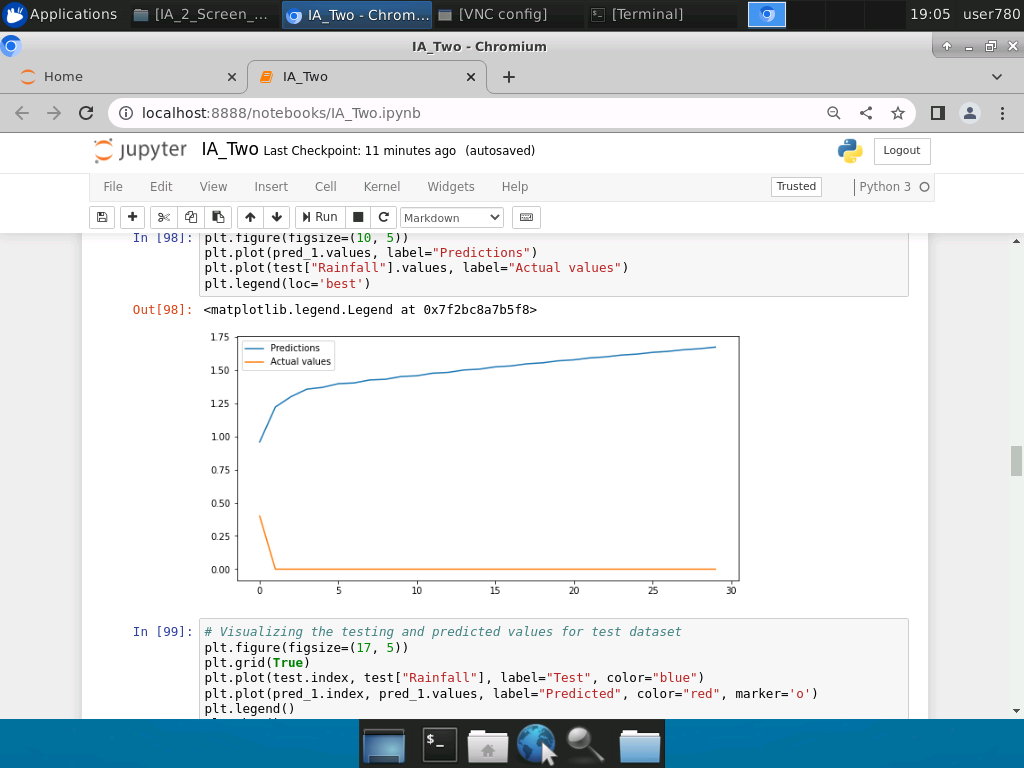 Applications [IA_2_Screen_... IA_Two - Chrom... [VNC config] [Terminal] 19:05 user780
IA_Two - Chromium
Home IA_Two
localhost:8888/notebooks/IA_Two.ipynb
jupyter IA_Two Last Checkpoint: 11 minutes ago (autosaved) Logout
File Edit View Insert Cell Kernel Widgets Help Trusted Python 3
Run Markdown
In [98]: plt.figure(figsize=(10, 5))
plt.plot(pred_1.values, label="Predictions")
plt.plot(test["Rainfall"].values, label="Actual values")
plt.legend(loc='best')
Out[98]: <matplotlib.legend.Legend at 0x7f2bc8a7b5f8>
1.75
Predictions
Actual values
1.50
1.25
1.00
0.75
0.50
0.25
0.00
0 5 10 15 20 25 30
In [99]: # Visualizing the testing and predicted values for test dataset
plt.figure(figsize=(17, 5))
plt.grid(True)
plt.plot(test.index, test["Rainfall"], label="Test", color="blue")
plt.plot(pred_1.index, pred_1.values, label="Predicted", color="red", marker='o')
plt.legend()
$_